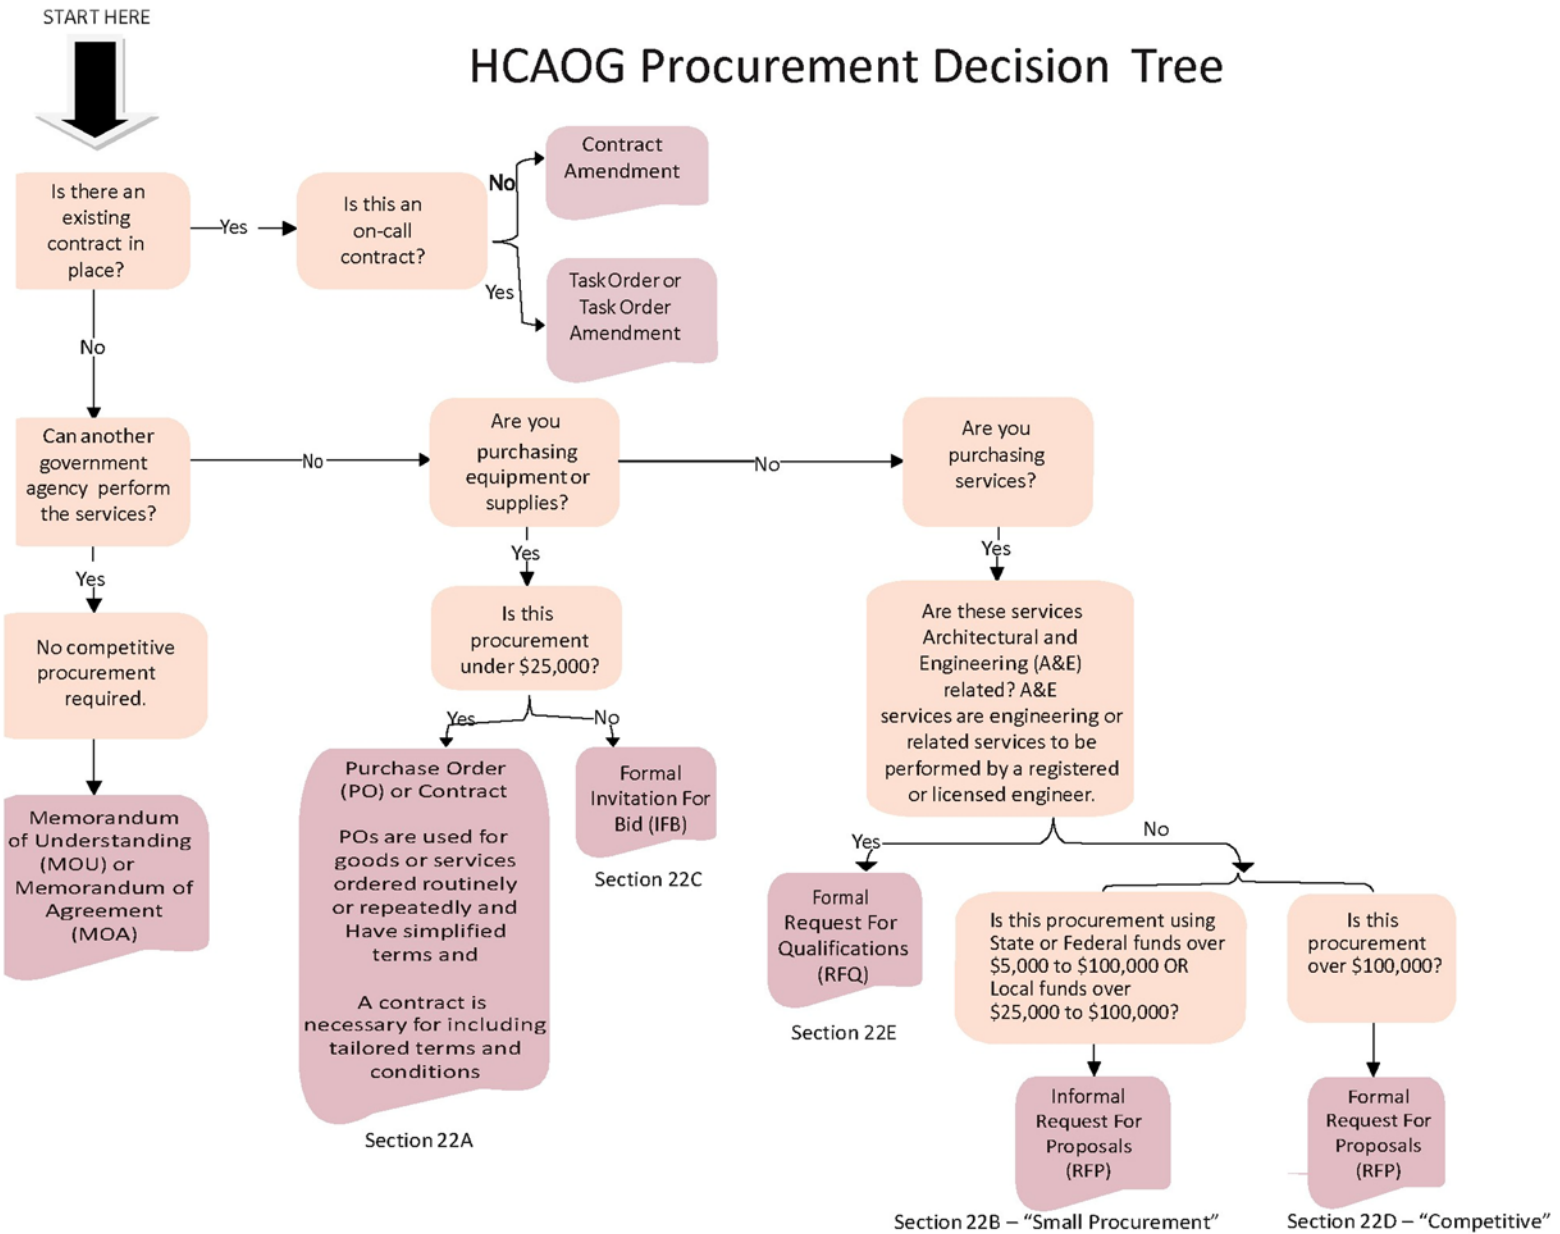 START HERE
HCAOG Procurement Decision Tree
Is there an
existing
contract in
place?
Yes
Is this an
on-call
contract?
No
Contract
Amendment
Yes
Task Order or
Task Order
Amendment
No
Can another
government
agency perform
the services?
No
Are you
purchasing
equipment or
supplies?
No
Are you
purchasing
services?
Yes
No competitive
procurement
required.
Memorandum
of Understanding
(MOU) or
Memorandum of
Agreement
(MOA)
Yes
Is this
procurement
under $25,000?
Yes
No
Purchase Order
(PO) or Contract
POs are used for
goods or services
ordered routinely
or repeatedly and
Have simplified
terms and
A contract is
necessary for including
tailored terms and
conditions
Section 22A
Formal
Invitation For
Bid (IFB)
Section 22C
Yes
Are these services
Architectural and
Engineering (A&E)
related? A&E
services are engineering or
related services to be
performed by a registered
or licensed engineer.
Yes
No
Formal
Request For
Qualifications
(RFQ)
Section 22E
Is this procurement using
State or Federal funds over
$5,000 to $100,000 OR
Local funds over
$25,000 to $100,000?
Is this
procurement
over $100,000?
Informal
Request For
Proposals
(RFP)
Section 22B – “Small Procurement”
Formal
Request For
Proposals
(RFP)
Section 22D – “Competitive”